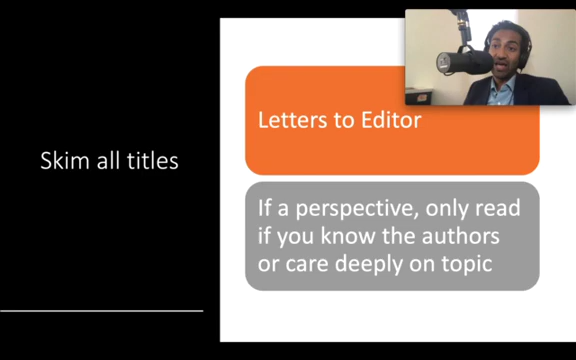 Skim all titles
Letters to Editor
If a perspective, only read
if you know the authors
or care deeply on topic